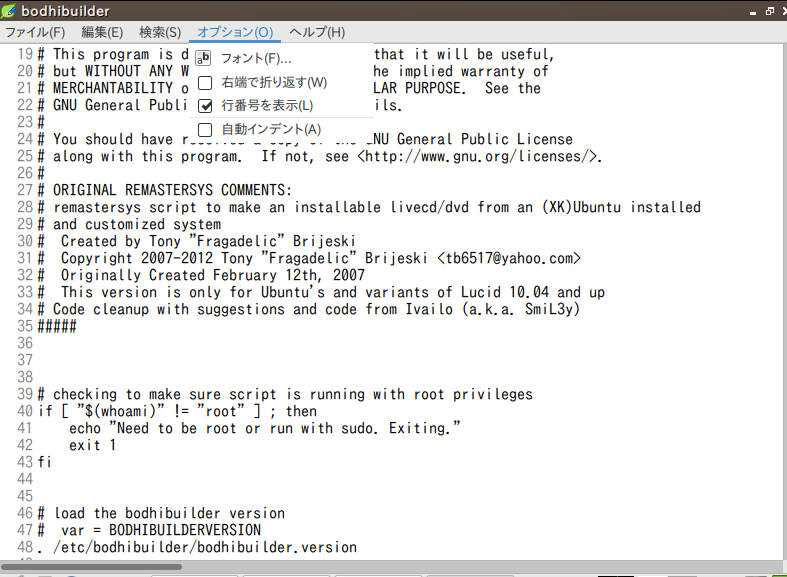 bodhibuilder
ファイル(F) 編集(E) 検索(S) オプション(O) ヘルプ(H)
フォント(F)...
右端で折り返す(W)
行番号を表示(L)
自動インデント(A)
19 # This program is d that it will be useful,
20 # but WITHOUT ANY W he implied warranty of
21 # MERCHANTABILITY o LAR PURPOSE. See the
22 # GNU General Publi ils.
23 #
24 # You should have received a copy of the GNU General Public License
25 # along with this program. If not, see <http://www.gnu.org/licenses/>.
26 #
27 # ORIGINAL REMASTERSYS COMMENTS:
28 # remastersys script to make an installable livecd/dvd from an (XK)Ubuntu installed
29 # and customized system
30 #  Created by Tony "Fragadelic" Brijeski
31 #  Copyright 2007-2012 Tony "Fragadelic" Brijeski <tb6517@yahoo.com>
32 #  Originally Created February 12th, 2007
33 #  This version is only for Ubuntu's and variants of Lucid 10.04 and up
34 # Code cleanup with suggestions and code from Ivailo (a.k.a. SmiL3y)
35 #####
36
37
38
39 # checking to make sure script is running with root privileges
40 if [ "$(whoami)" != "root" ] ; then
41     echo "Need to be root or run with sudo. Exiting."
42     exit 1
43 fi
44
45
46 # load the bodhibuilder version
47 #  var = BODHIBUILDERVERSION
48 . /etc/bodhibuilder/bodhibuilder.version